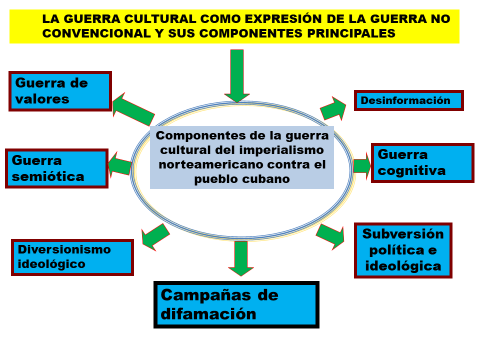 LA GUERRA CULTURAL COMO EXPRESIÓN DE LA GUERRA NO
CONVENCIONAL Y SUS COMPONENTES PRINCIPALES
Guerra de
valores
Desinformación
Componentes de la guerra
cultural del imperialismo
norteamericano contra el
pueblo cubano
Guerra
semiótica
Guerra
cognitiva
Diversionismo
ideológico
Subversión
política e
ideológica
Campañas de
difamación